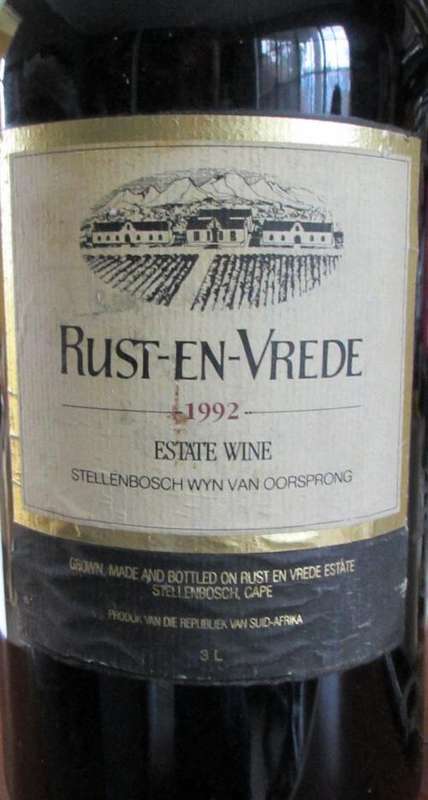 RUST-EN-VREDE
1992
ESTATE WINE
STELLENBOSCH WYN VAN OORSPRONG
GROWN, MADE AND BOTTLED ON RUST EN VREDE ESTATE
STELLENBOSCH, CAPE
PRODUK VAN DIE REPUBLIEK VAN SUID-AFRIKA
3 L